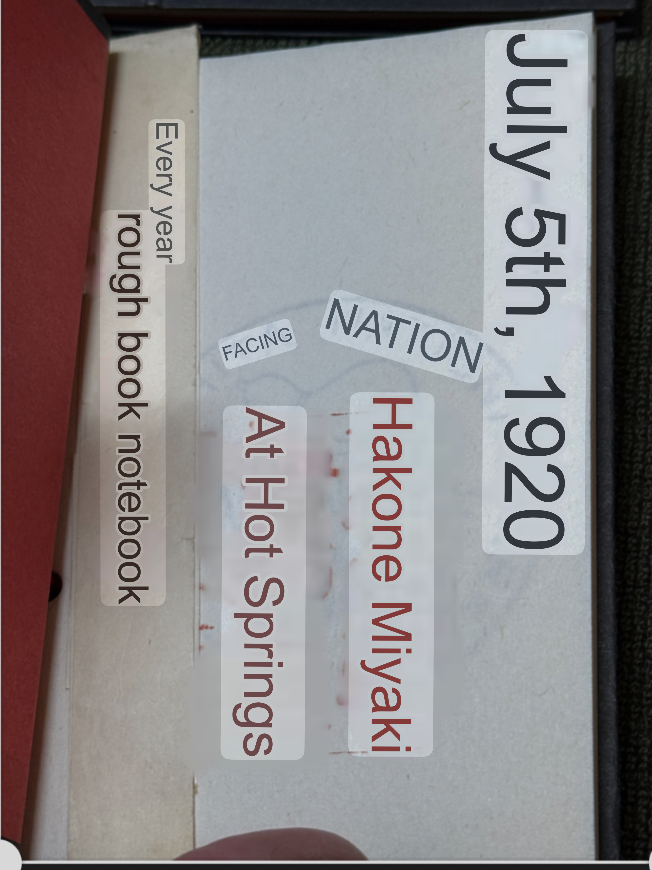 July 5th, 1920
NATION
FACING
Hakone Miyaki
At Hot Springs
Every year
rough book notebook